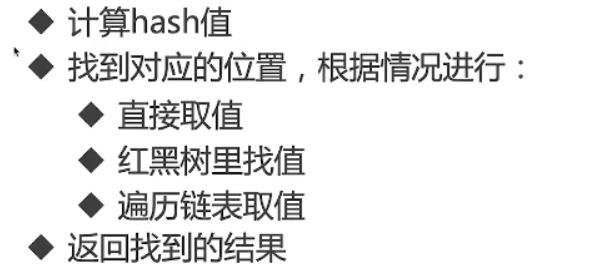 ◆ 计算hash值
◆ 找到对应的位置，根据情况进行：
◆ 直接取值
◆ 红黑树里找值
◆ 遍历链表取值
◆ 返回找到的结果